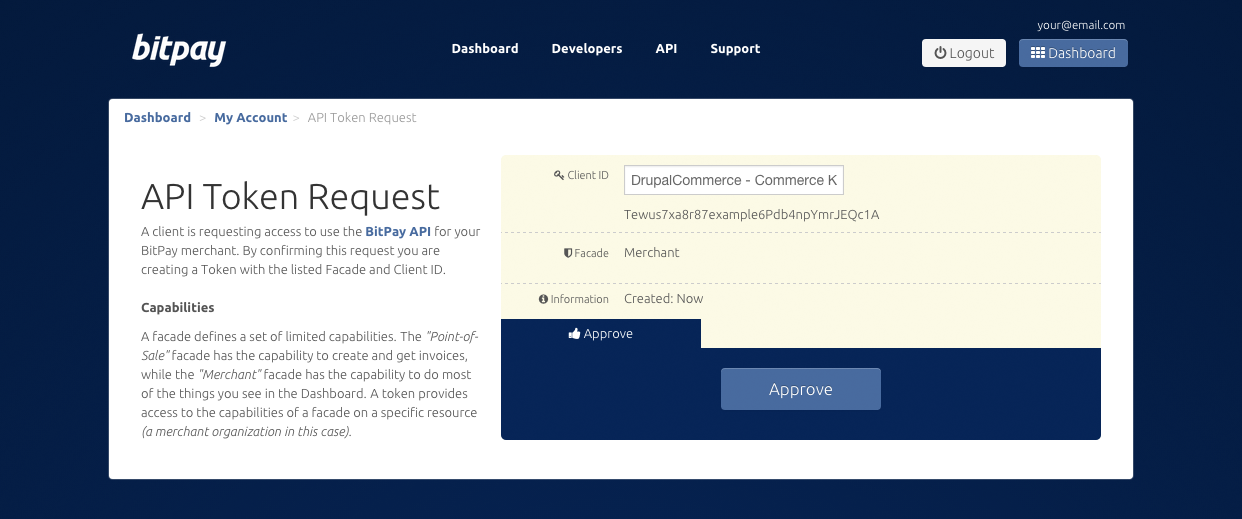 your@email.com
bitpay
Dashboard Developers API Support
Logout Dashboard
Dashboard > My Account > API Token Request
API Token Request
A client is requesting access to use the BitPay API for your
BitPay merchant. By confirming this request you are
creating a Token with the listed Facade and Client ID.
Capabilities
A facade defines a set of limited capabilities. The "Point-of-
Sale" facade has the capability to create and get invoices,
while the "Merchant" facade has the capability to do most
of the things you see in the Dashboard. A token provides
access to the capabilities of a facade on a specific resource
(a merchant organization in this case).
Client ID DrupalCommerce - Commerce K
Tewus7xa8r87example6Pdb4npYmrJEQc1A
Facade Merchant
Information Created: Now
Approve
Approve